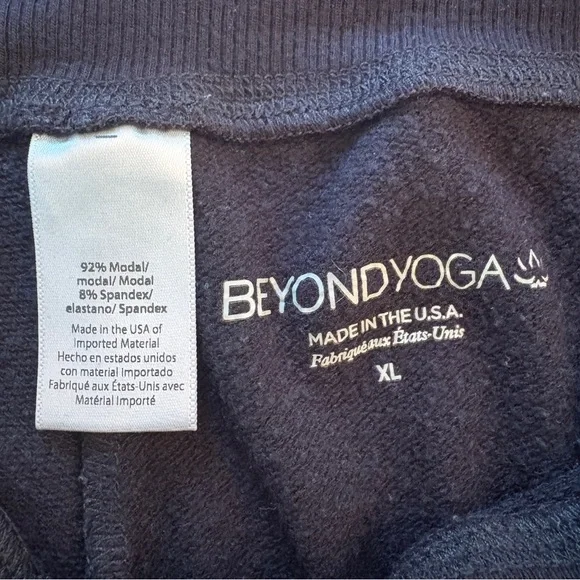 92% Modal/
modal/ Modal
8% Spandex/
elastano/ Spandex
Made in the USA of
Imported Material
Hecho en estados unidos
con material Importado
Fabriqué aux États-Unis avec
Matérial Importé
BEYONDYOGA
MADE IN THE U.S.A.
Fabriqué aux États-Unis
XL